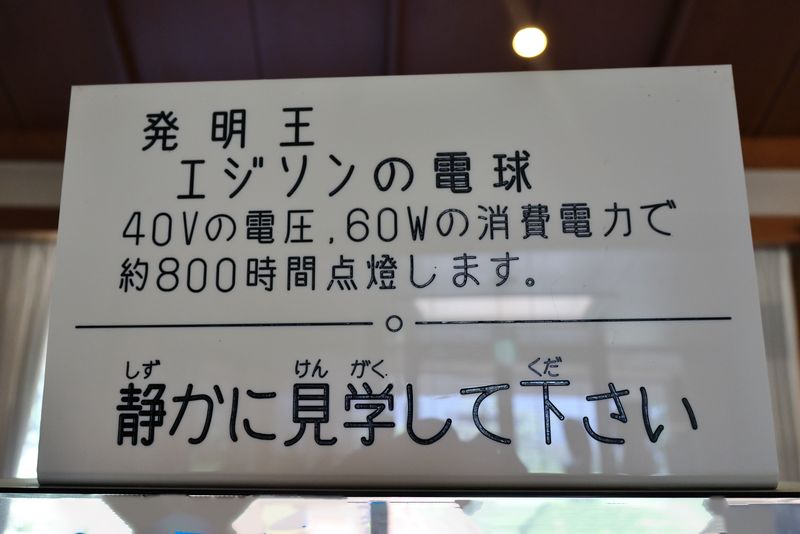 発明王
エジソンの電球
40Vの電圧,60Wの消費電力で
約800時間点燈します。
しず けん がく くだ
静かに見学して下さい